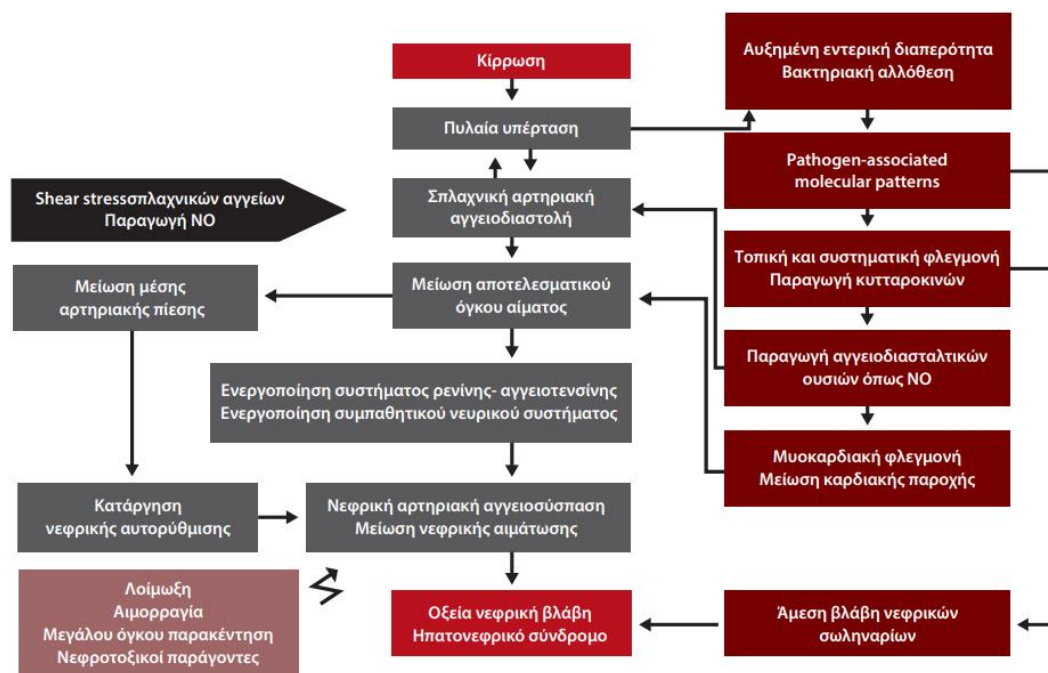 Κίρρωση
Πυλαία υπέρταση
Shear stressσπλαχνικών αγγείων
Παραγωγή ΝΟ
Σπλαχνική αρτηριακή
αγγειοδιαστολή
Μείωση μέσης
αρτηριακής πίεσης
Μείωση αποτελεσματικού
όγκου αίματος
Ενεργοποίηση συστήματος ρενίνης- αγγειοτενσίνης
Ενεργοποίηση συμπαθητικού νευρικού συστήματος
Κατάργηση
νεφρικής αυτορύθμισης
Νεφρική αρτηριακή αγγειοσύσπαση
Μείωση νεφρικής αιμάτωσης
Λοίμωξη
Αιμορραγία
Μεγάλου όγκου παρακέντηση
Νεφροτοξικοί παράγοντες
Οξεία νεφρική βλάβη
Ηπατονεφρικό σύνδρομο
Αυξημένη εντερική διαπερότητα
Βακτηριακή αλλόθεση
Pathogen-associated
molecular patterns
Τοπική και συστηματική φλεγμονή
Παραγωγή κυτταροκινών
Παραγωγή αγγειοδιασταλτικών
ουσιών όπως ΝΟ
Μυοκαρδιακή φλεγμονή
Μείωση καρδιακής παροχής
Άμεση βλάβη νεφρικών
σωληναρίων